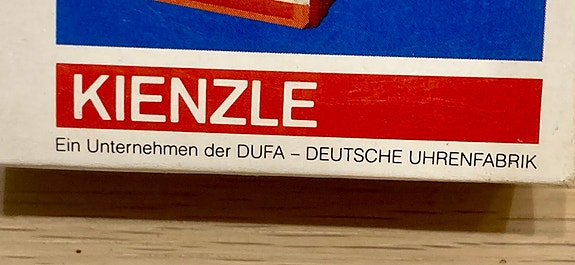 KIENZLE
Ein Unternehmen der DUFA – DEUTSCHE UHRENFABRIK